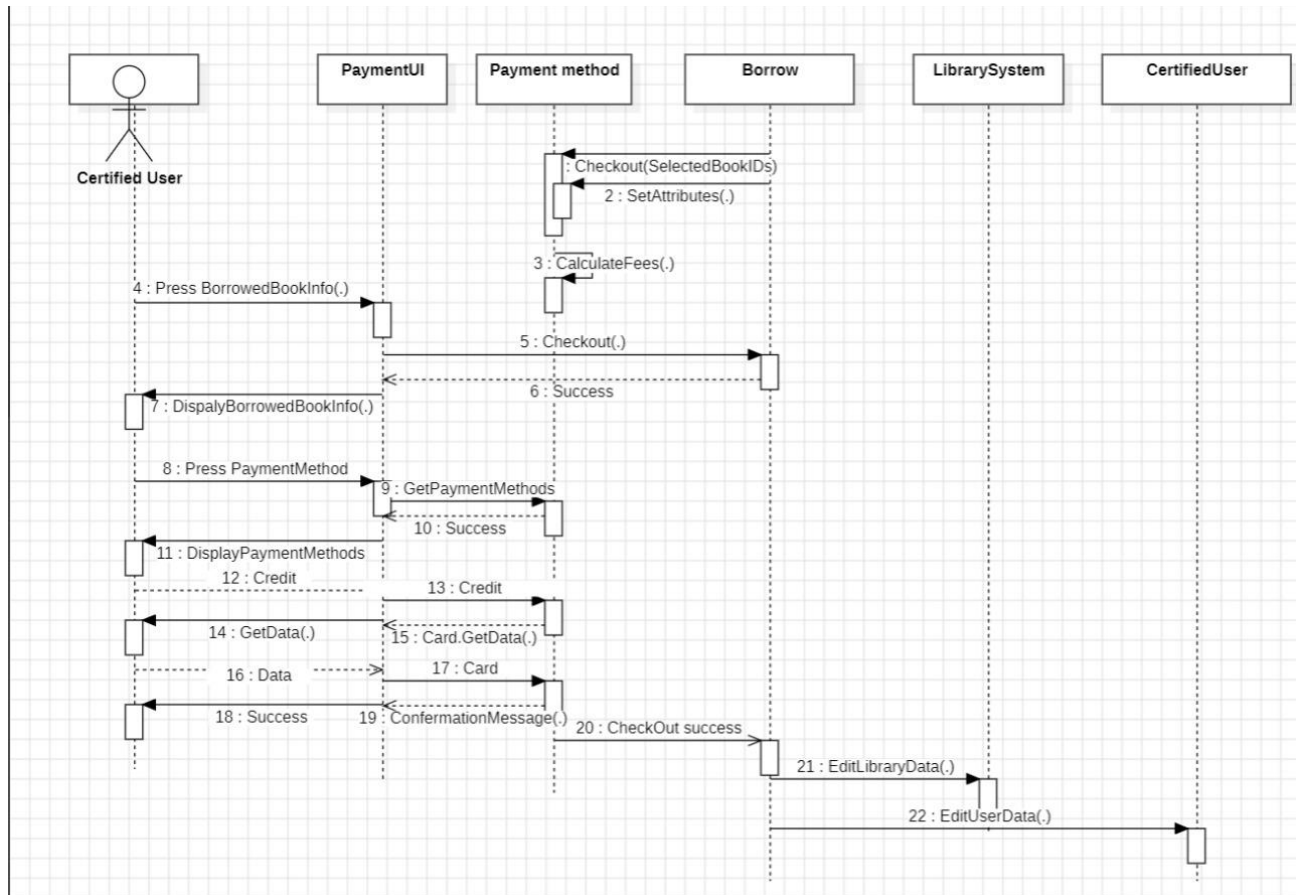 PaymentUI
Payment method
Borrow
LibrarySystem
CertifiedUser
Certified User
: Checkout(SelectedBookIDs)
2 : SetAttributes(.)
3 : CalculateFees(.)
4 : Press BorrowedBookInfo(.)
5 : Checkout(.)
6 : Success
7 : DispalyBorrowedBookInfo(.)
8 : Press PaymentMethod
9 : GetPaymentMethods
10 : Success
11 : DisplayPaymentMethods
12 : Credit
13 : Credit
14 : GetData(.)
15 : Card.GetData(.)
16 : Data
17 : Card
18 : Success
19 : ConfermationMessage(.)
20 : CheckOut success
21 : EditLibraryData(.)
22 : EditUserData(.)